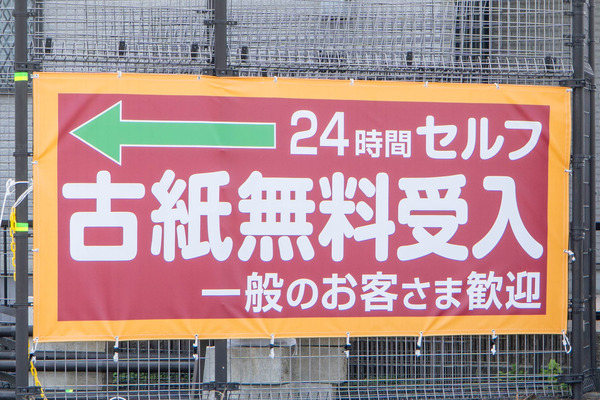 24時間セルフ
古紙無料受入
一般のお客さま歓迎